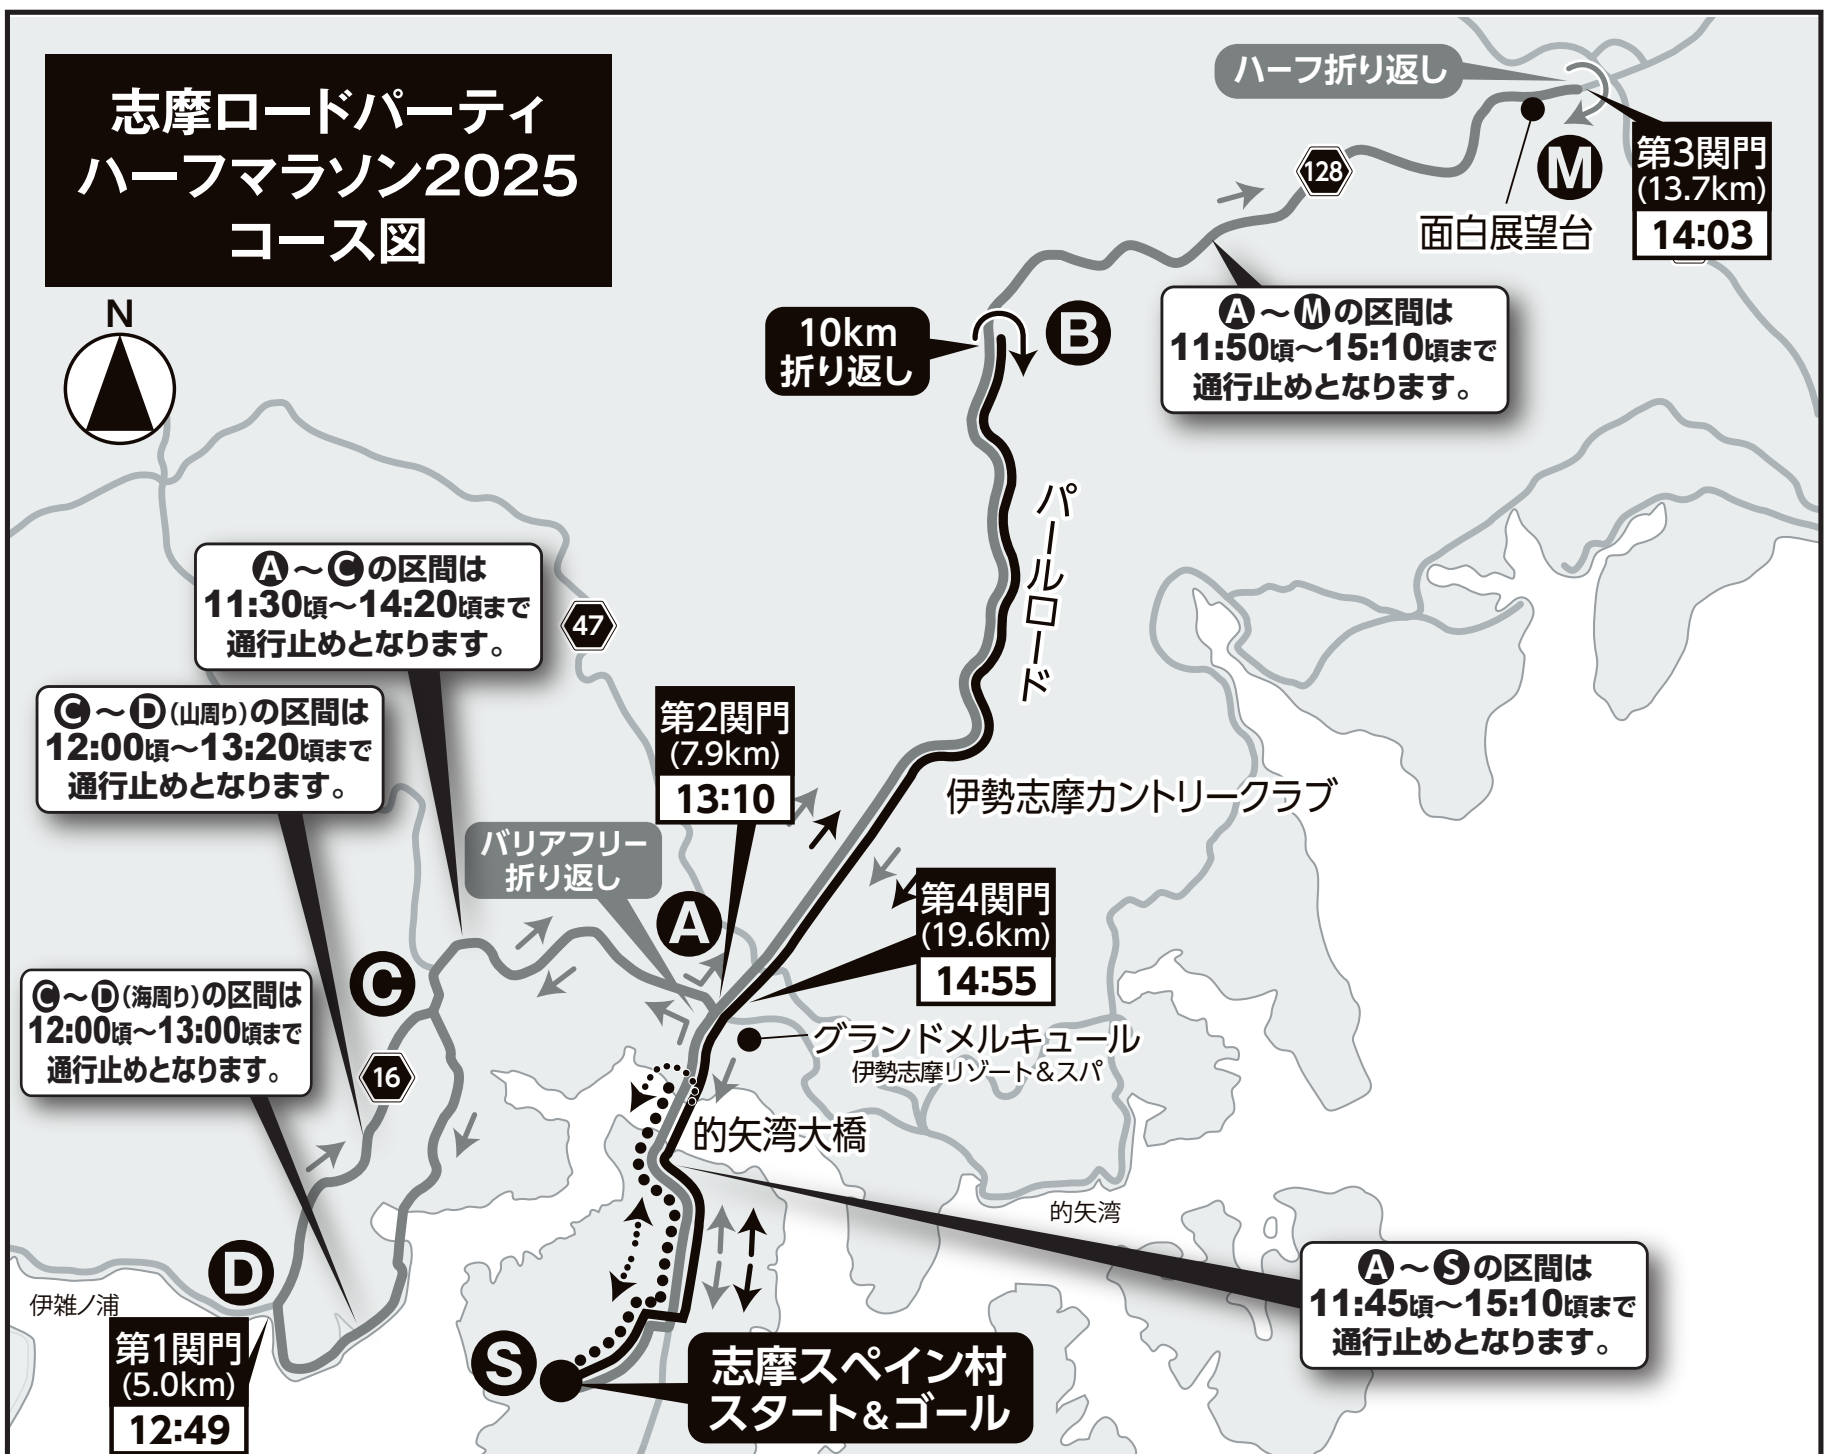 志摩ロードパーティ
ハーフマラソン2025
コース図
N
ハーフ折り返し
128
M
面白展望台
第3関門
(13.7km)
14:03
10km
折り返し
B
A～Mの区間は
11:50頃～15:10頃まで
通行止めとなります。
パールロード
A～Cの区間は
11:30頃～14:20頃まで
通行止めとなります。
47
C～D(山周り)の区間は
12:00頃～13:20頃まで
通行止めとなります。
第2関門
(7.9km)
13:10
伊勢志摩カントリークラブ
バリアフリー
折り返し
A
第4関門
(19.6km)
14:55
C
C～D(海周り)の区間は
12:00頃～13:00頃まで
通行止めとなります。
16
グランドメルキュール
伊勢志摩リゾート&スパ
的矢湾大橋
的矢湾
D
伊雑ノ浦
A～Sの区間は
11:45頃～15:10頃まで
通行止めとなります。
第1関門
(5.0km)
12:49
S
志摩スペイン村
スタート&ゴール